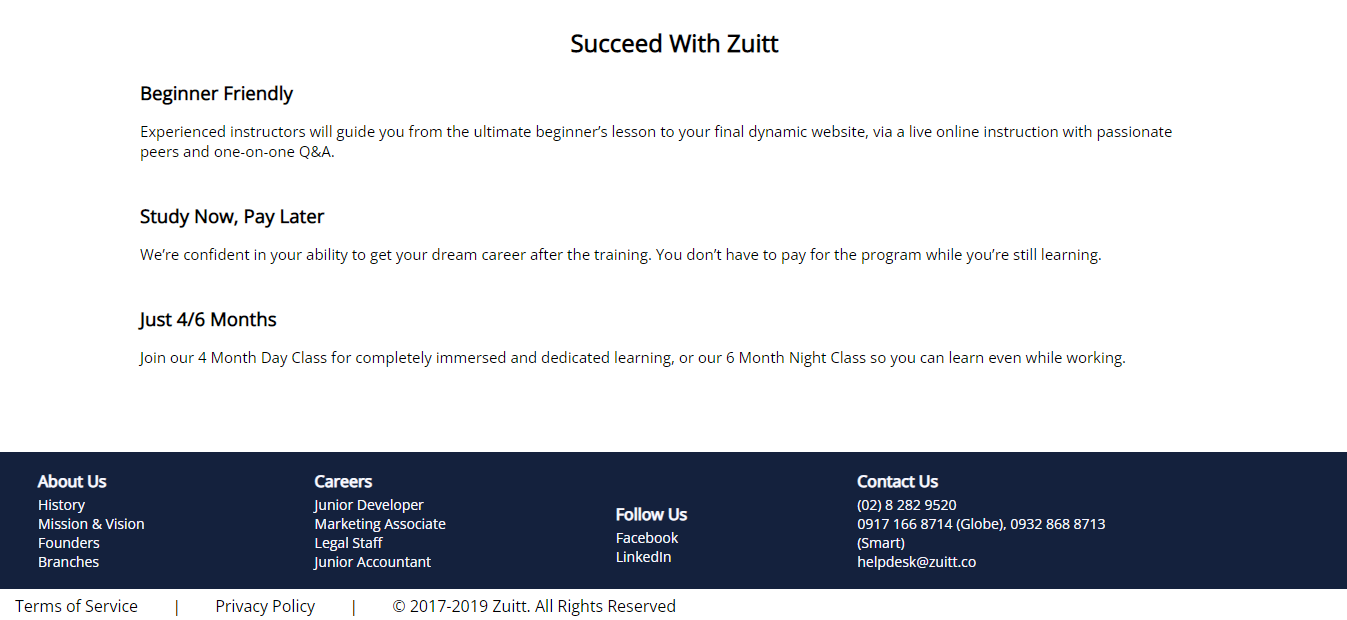 Succeed With Zuitt
Beginner Friendly
Experienced instructors will guide you from the ultimate beginner’s lesson to your final dynamic website, via a live online instruction with passionate
peers and one-on-one Q&A.
Study Now, Pay Later
We’re confident in your ability to get your dream career after the training. You don’t have to pay for the program while you’re still learning.
Just 4/6 Months
Join our 4 Month Day Class for completely immersed and dedicated learning, or our 6 Month Night Class so you can learn even while working.
About Us
History
Mission & Vision
Founders
Branches
Careers
Junior Developer
Marketing Associate
Legal Staff
Junior Accountant
Follow Us
Facebook
LinkedIn
Contact Us
(02) 8 282 9520
0917 166 8714 (Globe), 0932 868 8713
(Smart)
helpdesk@zuitt.co
Terms of Service | Privacy Policy | © 2017-2019 Zuitt. All Rights Reserved